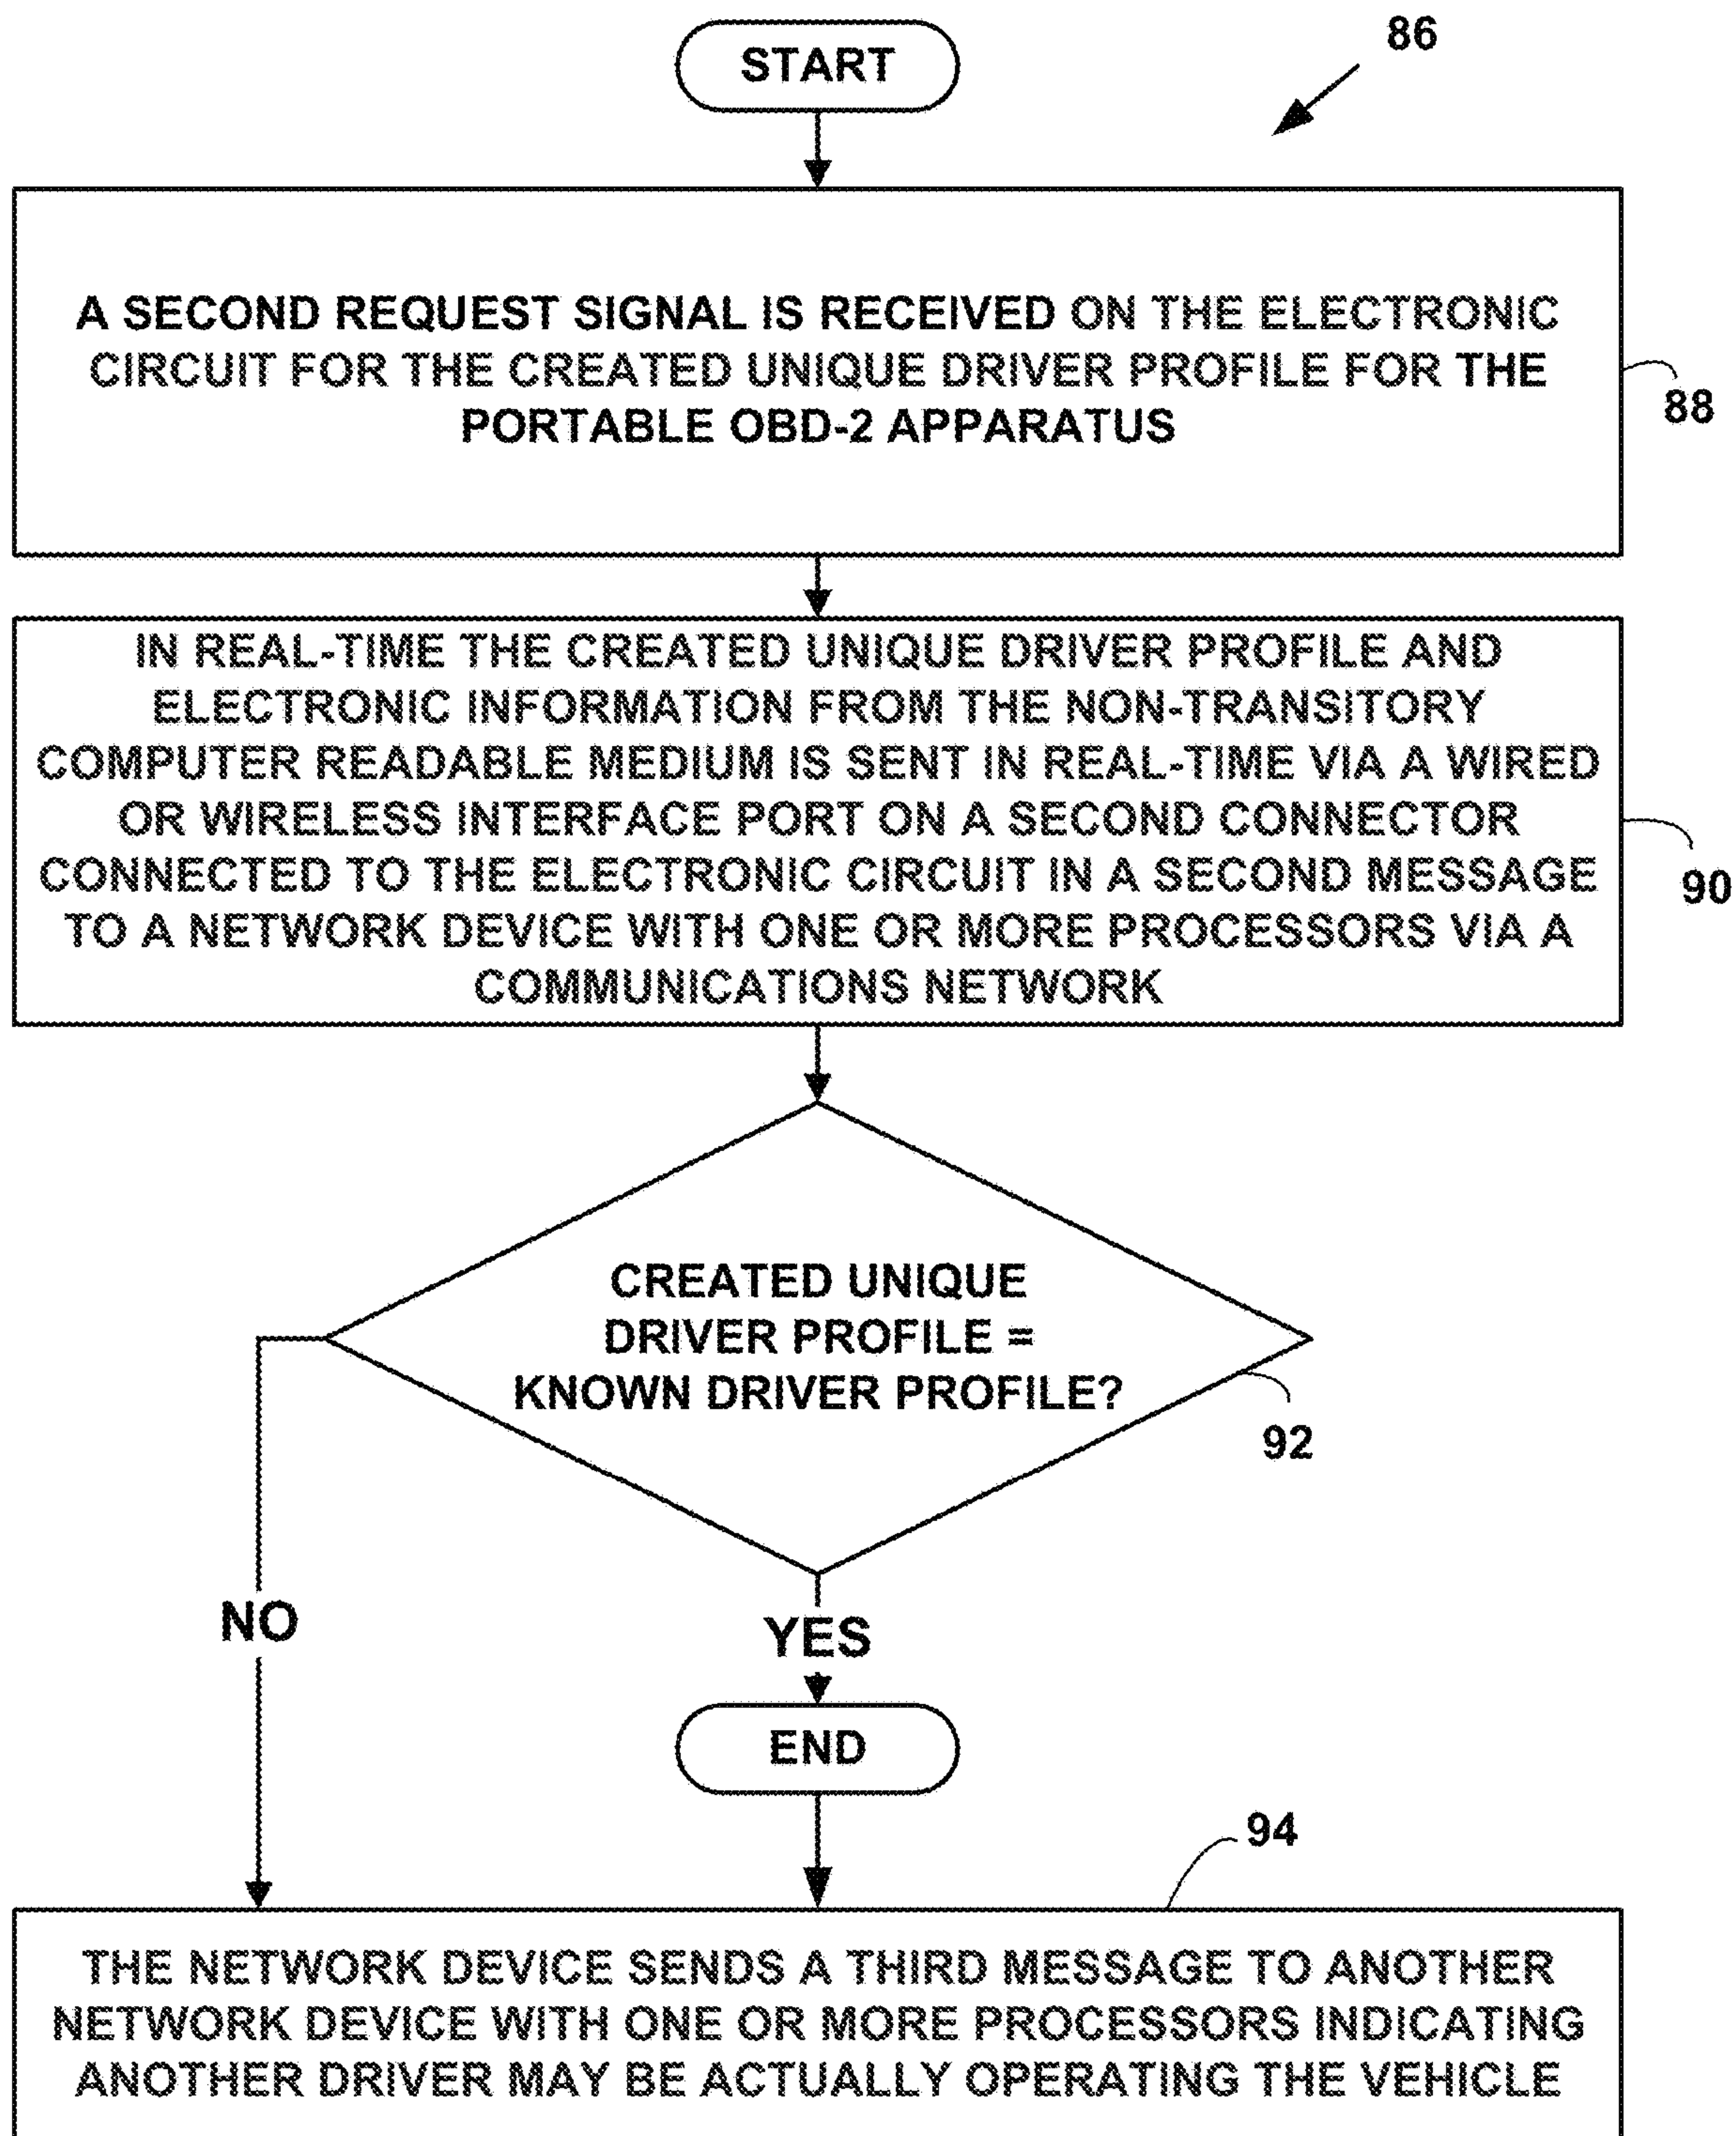 START
86
A SECOND REQUEST SIGNAL IS RECEIVED ON THE ELECTRONIC
CIRCUIT FOR THE CREATED UNIQUE DRIVER PROFILE FOR THE
PORTABLE OBD-2 APPARATUS
88
IN REAL-TIME THE CREATED UNIQUE DRIVER PROFILE AND
ELECTRONIC INFORMATION FROM THE NON-TRANSITORY
COMPUTER READABLE MEDIUM IS SENT IN REAL-TIME VIA A WIRED
OR WIRELESS INTERFACE PORT ON A SECOND CONNECTOR
CONNECTED TO THE ELECTRONIC CIRCUIT IN A SECOND MESSAGE
TO A NETWORK DEVICE WITH ONE OR MORE PROCESSORS VIA A
COMMUNICATIONS NETWORK
90
CREATED UNIQUE
DRIVER PROFILE =
KNOWN DRIVER PROFILE?
92
NO
YES
END
94
THE NETWORK DEVICE SENDS A THIRD MESSAGE TO ANOTHER
NETWORK DEVICE WITH ONE OR MORE PROCESSORS INDICATING
ANOTHER DRIVER MAY BE ACTUALLY OPERATING THE VEHICLE